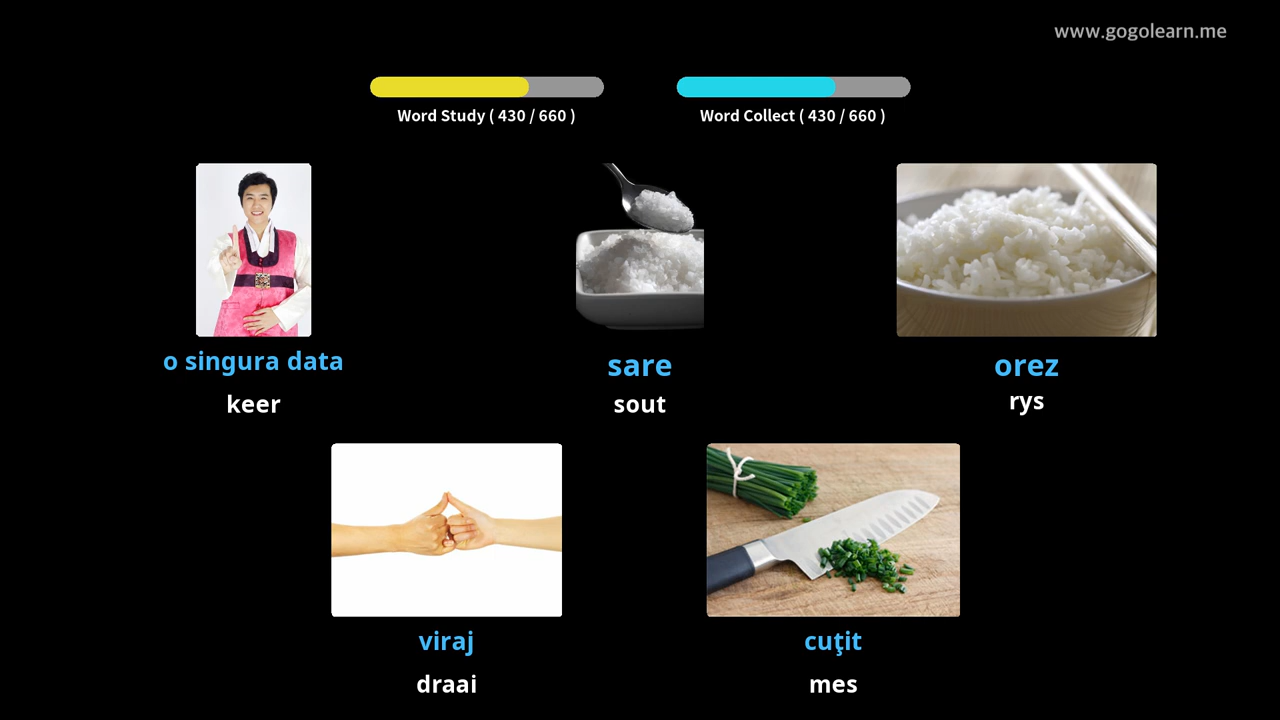 www.gogolearn.me
Word Study ( 430 / 660 )
Word Collect ( 430 / 660 )
o singura data
keer
sare
sout
orez
rys
viraj
draai
cuţit
mes